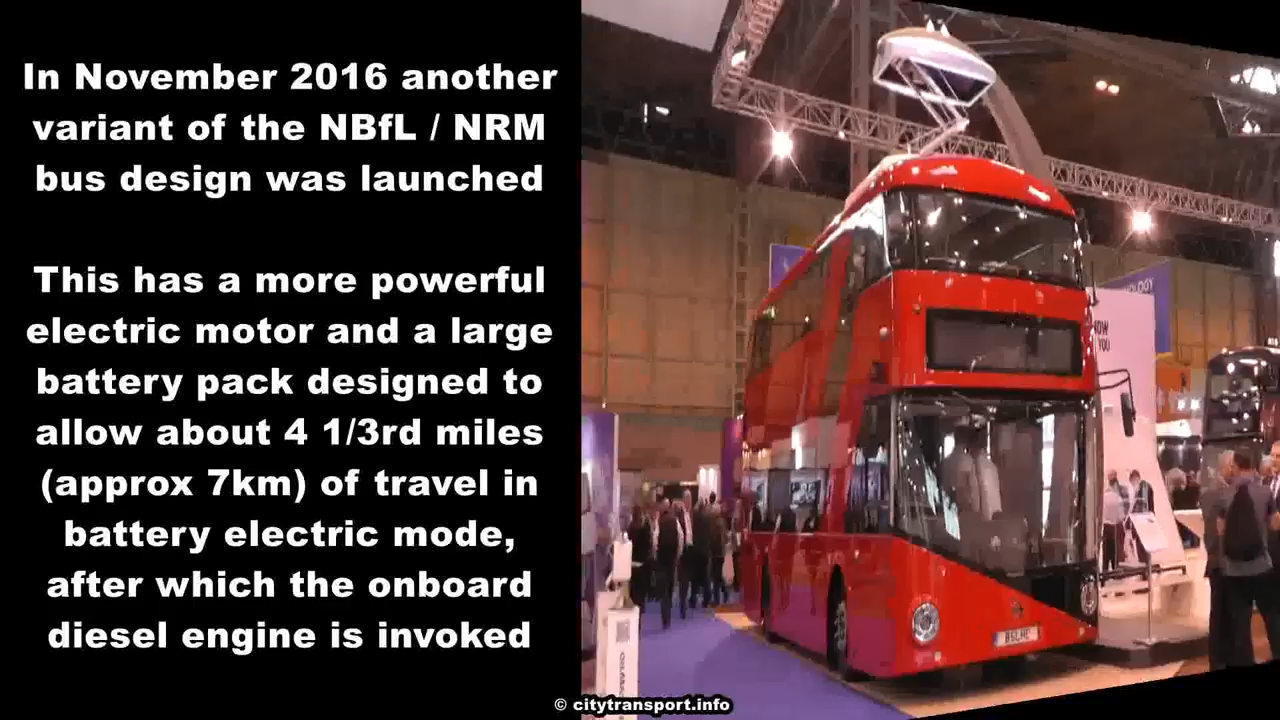 In November 2016 another
variant of the NBfL / NRM
bus design was launched
This has a more powerful
electric motor and a large
battery pack designed to
allow about 4 1/3rd miles
(approx 7km) of travel in
battery electric mode,
after which the onboard
diesel engine is invoked
© citytransport.info